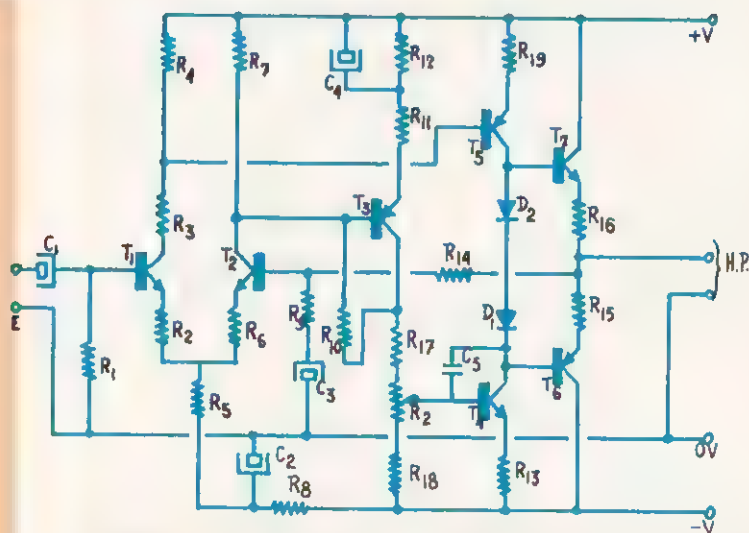 +V
R4
R7
C4
R12
R19
R11
T5
T7
R3
T3
D2
R16
C1
T1
T2
R14
H.P.
E
R9
R10
D1
R15
R2
R6
R17
C5
R1
C3
T6
R5
R2
T4
0V
C2
R18
R13
R8
-V